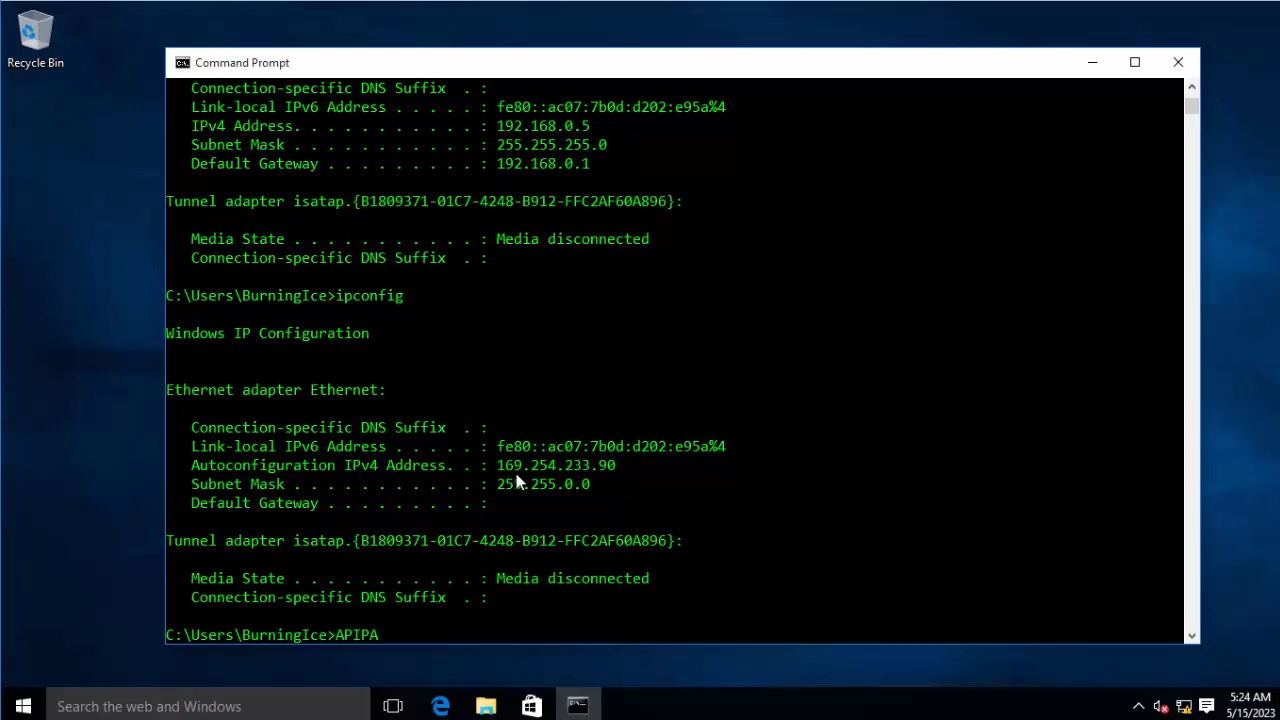 Recycle Bin
Command Prompt
Connection-specific DNS Suffix . :
Link-local IPv6 Address . . . . . : fe80::ac07:7b0d:d202:e95a%4
IPv4 Address. . . . . . . . . . . : 192.168.0.5
Subnet Mask . . . . . . . . . . . : 255.255.255.0
Default Gateway . . . . . . . . . : 192.168.0.1
Tunnel adapter isatap.{B1809371-01C7-4248-B912-FFC2AF60A896}:
Media State . . . . . . . . . . . : Media disconnected
Connection-specific DNS Suffix . :
C:\Users\BurningIce>ipconfig
Windows IP Configuration
Ethernet adapter Ethernet:
Connection-specific DNS Suffix . :
Link-local IPv6 Address . . . . . : fe80::ac07:7b0d:d202:e95a%4
Autoconfiguration IPv4 Address. . : 169.254.233.90
Subnet Mask . . . . . . . . . . . : 255.255.0.0
Default Gateway . . . . . . . . . :
Tunnel adapter isatap.{B1809371-01C7-4248-B912-FFC2AF60A896}:
Media State . . . . . . . . . . . : Media disconnected
Connection-specific DNS Suffix . :
C:\Users\BurningIce>APIPA
Search the web and Windows
5:24 AM
5/15/2023